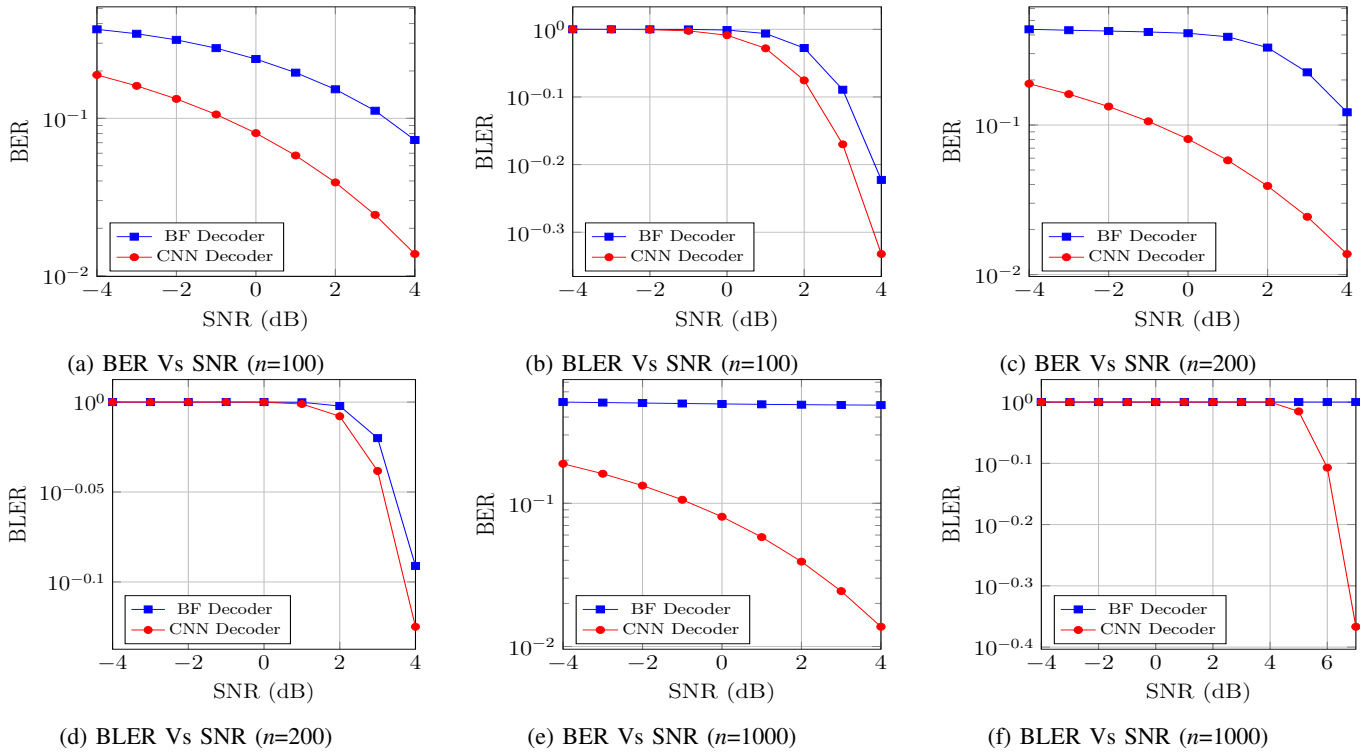 BER
10^−1
10^−2
BF Decoder
CNN Decoder
−4 −2 0 2 4
SNR (dB)
(a) BER Vs SNR (n=100)
BLER
10^0
10^−0.1
10^−0.2
10^−0.3
BF Decoder
CNN Decoder
−4 −2 0 2 4
SNR (dB)
(b) BLER Vs SNR (n=100)
BER
10^−1
10^−2
BF Decoder
CNN Decoder
−4 −2 0 2 4
SNR (dB)
(c) BER Vs SNR (n=200)
BLER
10^0
10^−0.05
10^−0.1
BF Decoder
CNN Decoder
−4 −2 0 2 4
SNR (dB)
(d) BLER Vs SNR (n=200)
BER
10^−1
10^−2
BF Decoder
CNN Decoder
−4 −2 0 2 4
SNR (dB)
(e) BER Vs SNR (n=1000)
BLER
10^0
10^−0.1
10^−0.2
10^−0.3
10^−0.4
BF Decoder
CNN Decoder
−4 −2 0 2 4 6
SNR (dB)
(f) BLER Vs SNR (n=1000)